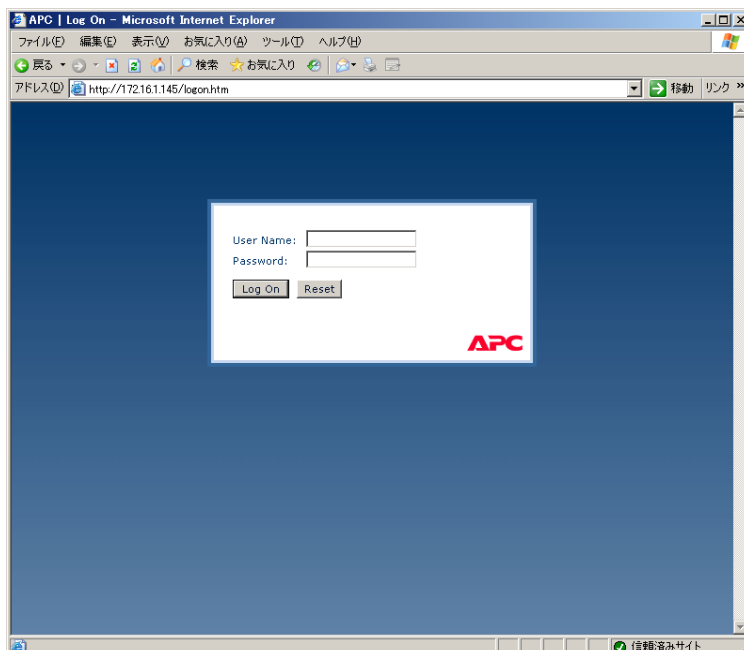 APC | Log On - Microsoft Internet Explorer
ファイル(F) 編集(E) 表示(V) お気に入り(A) ツール(T) ヘルプ(H)
戻る 検索 お気に入り
アドレス(D) http://172.16.1.145/logon.htm 移動 リンク »
User Name:
Password:
Log On Reset
APC
信頼済みサイト